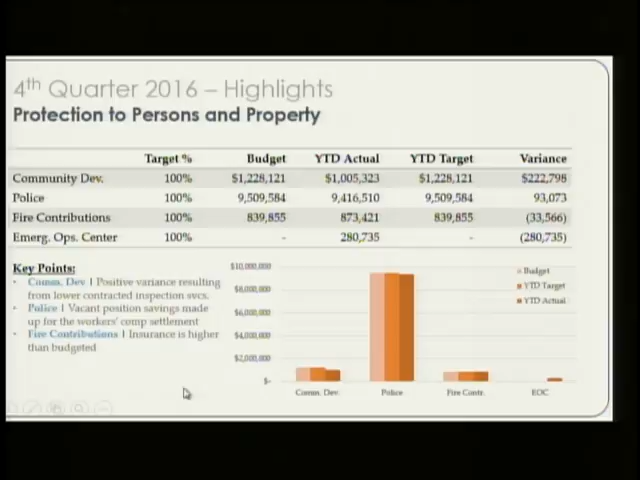 4th Quarter 2016 – Highlights
Protection to Persons and Property
Target % Budget YTD Actual YTD Target Variance
Community Dev. 100% $1,228,121 $1,005,323 $1,228,121 $222,798
Police 100% 9,509,584 9,416,510 9,509,584 93,073
Fire Contributions 100% 839,855 873,421 839,855 (33,566)
Emerg. Ops. Center 100% - 280,735 - (280,735)
Key Points:
• Comm. Dev | Positive variance resulting
from lower contracted inspection svcs.
• Police | Vacant position savings made
up for the workers' comp settlement
• Fire Contributions | Insurance is higher
than budgeted
$10,000,000
$8,000,000
$6,000,000
$4,000,000
$2,000,000
$-
Comm. Dev.
Police
Fire Contr.
EOC
Budget
YTD Target
YTD Actual